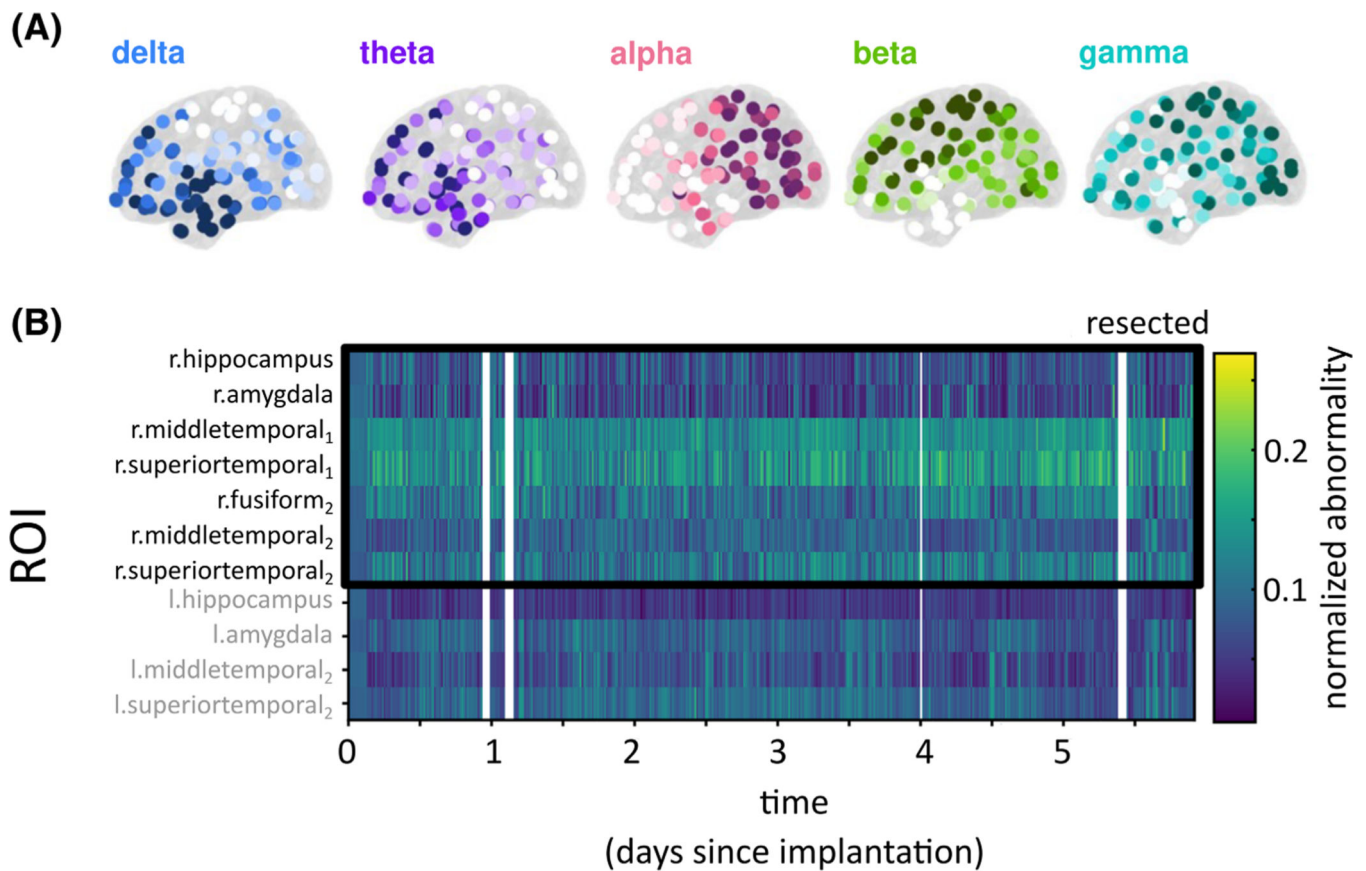 (A)
delta theta alpha beta gamma
(B)
resected
r.hippocampus
r.amygdala
r.middletemporal₁
r.superiortemporal₁
r.fusiform₂
r.middletemporal₂
r.superiortemporal₂
l.hippocampus
l.amygdala
l.middletemporal₂
l.superiortemporal₂
ROI
0 1 2 3 4 5
time
(days since implantation)
0.2
0.1
normalized abnormality